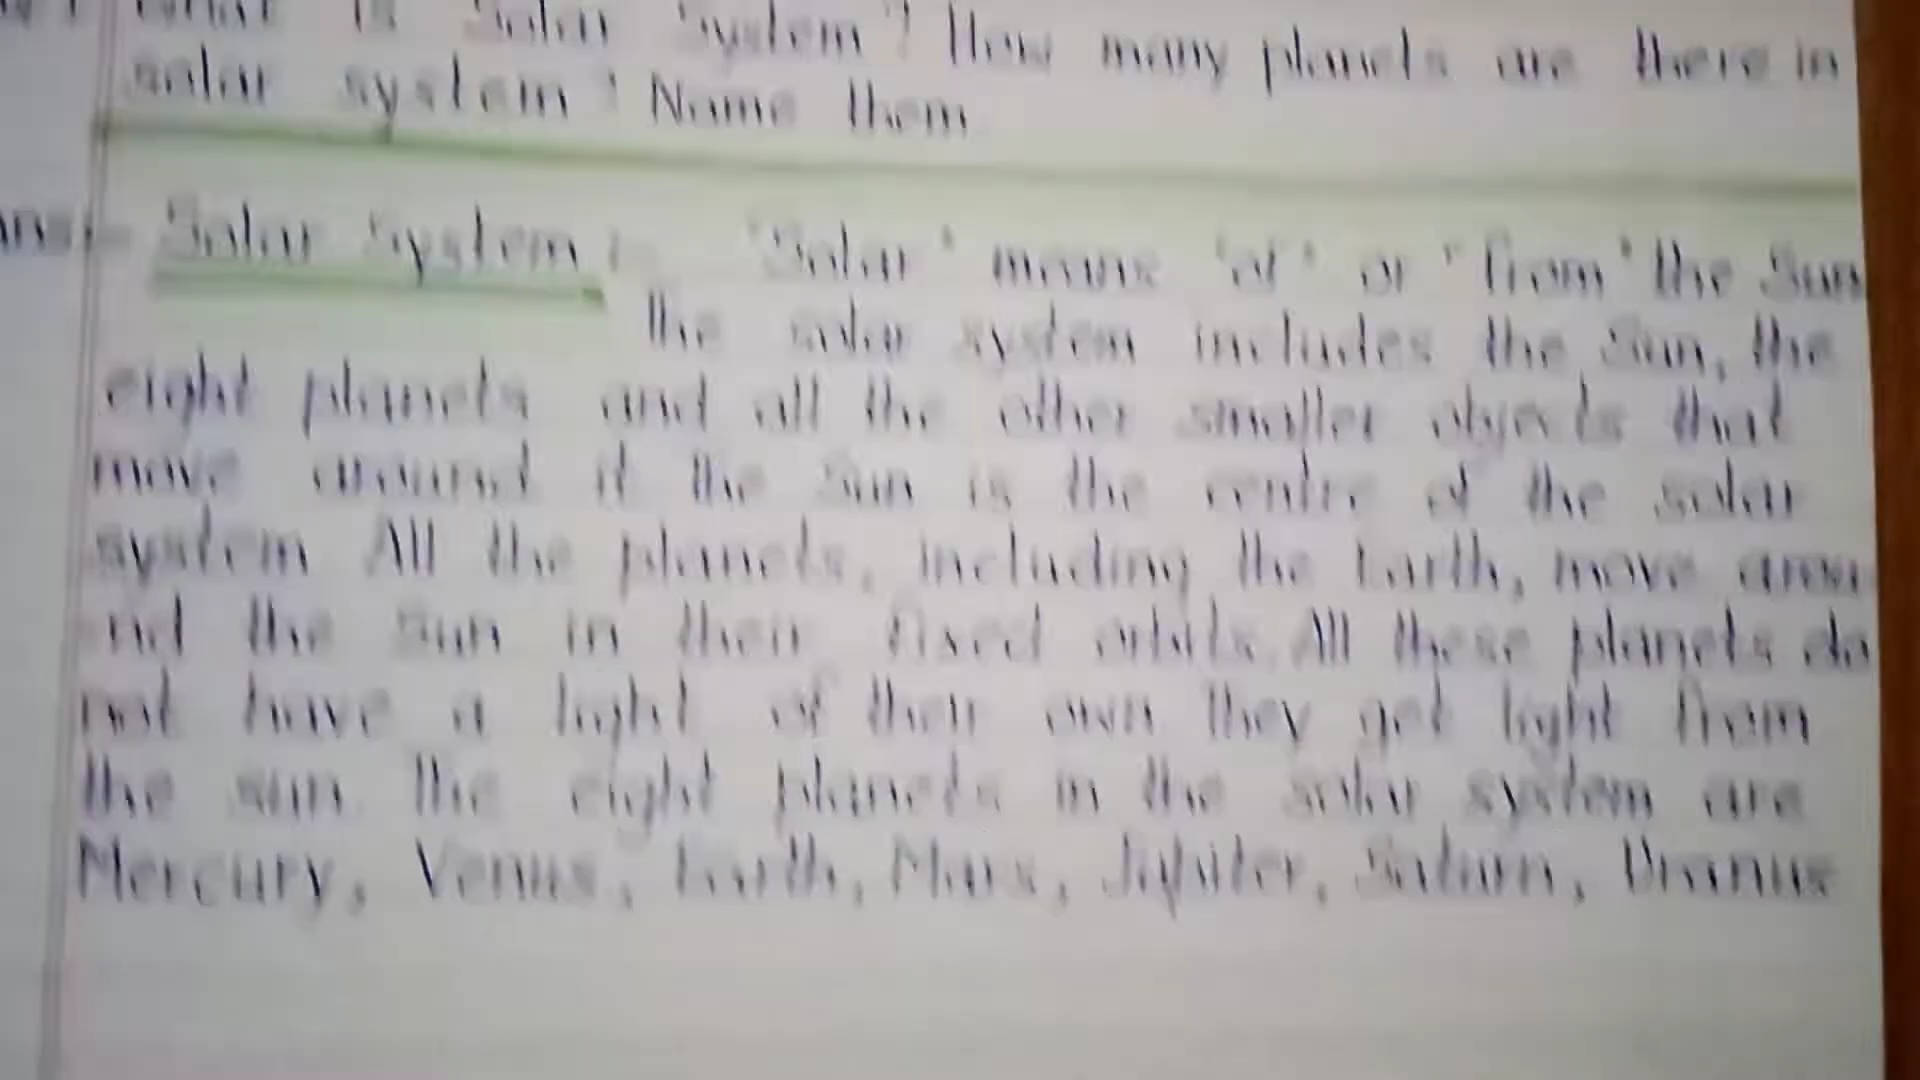 What is Solar System? How many planets are there in
solar system? Name them
Ans:- Solar System :- 'Solar' means 'of' or "from' the Sun
The solar system includes the Sun, the
eight planets and all the other smaller objects that
move around it the Sun is the centre of the solar
system All the planets, including the Earth, move arou
nd the Sun in their fixed orbits. All these planets do
not have a light of their own they get light from
the sun. The eight planets in the solar system are
Mercury, Venus, Earth, Mars, Jupiter, Saturn, Uranus